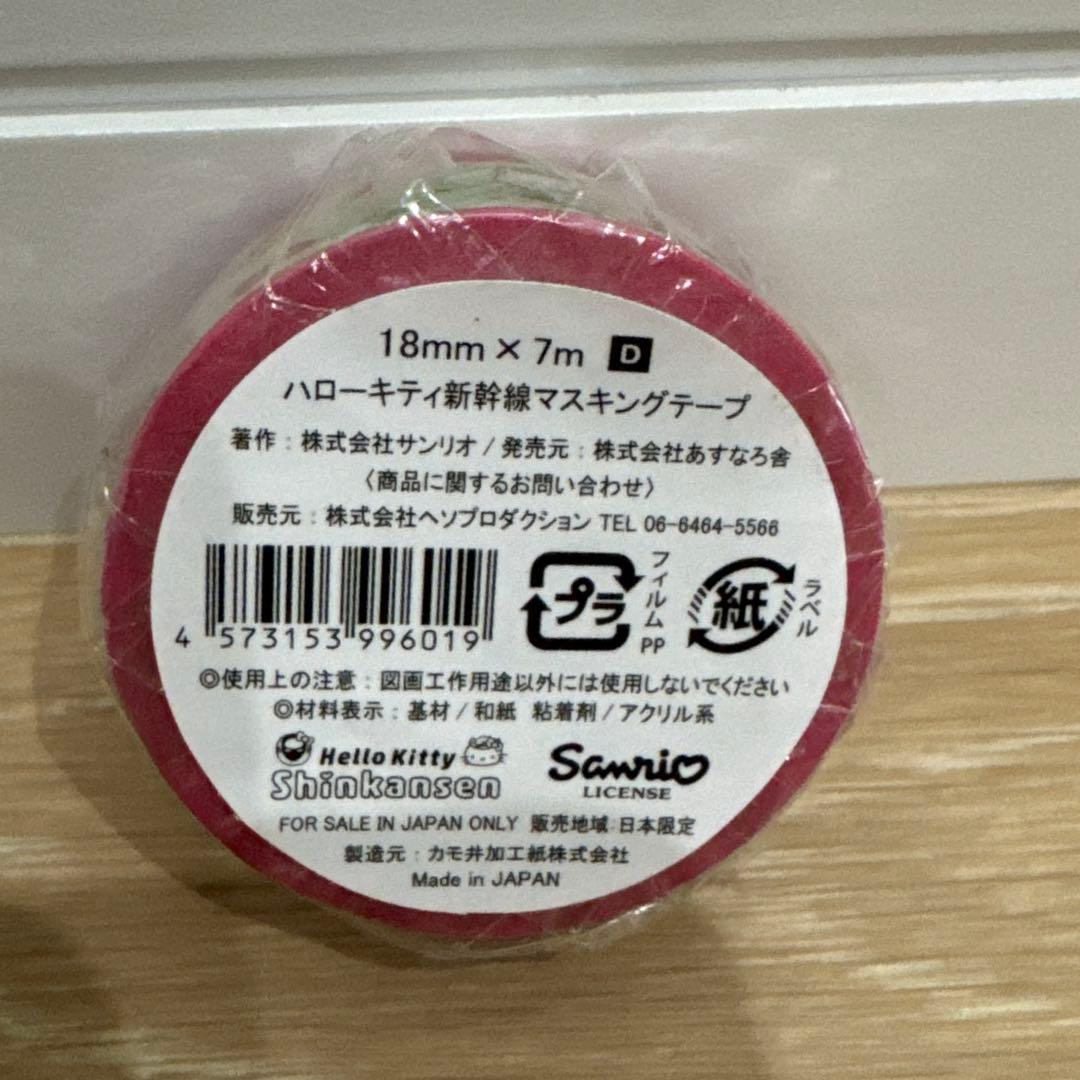 18mm × 7m D
ハローキティ新幹線マスキングテープ
著作：株式会社サンリオ / 発売元：株式会社あすなろ舎
〈商品に関するお問い合わせ〉
販売元：株式会社ヘソプロダクション TEL 06-6464-5566
4 573153 996019
プラ
フィルム
PP
紙
ラベル
◎使用上の注意：図画工作用途以外には使用しないでください
◎材料表示：基材 / 和紙 粘着剤 / アクリル系
Hello Kitty
Shinkansen
Sanrio
LICENSE
FOR SALE IN JAPAN ONLY 販売地域:日本限定
製造元：カモ井加工紙株式会社
Made in JAPAN